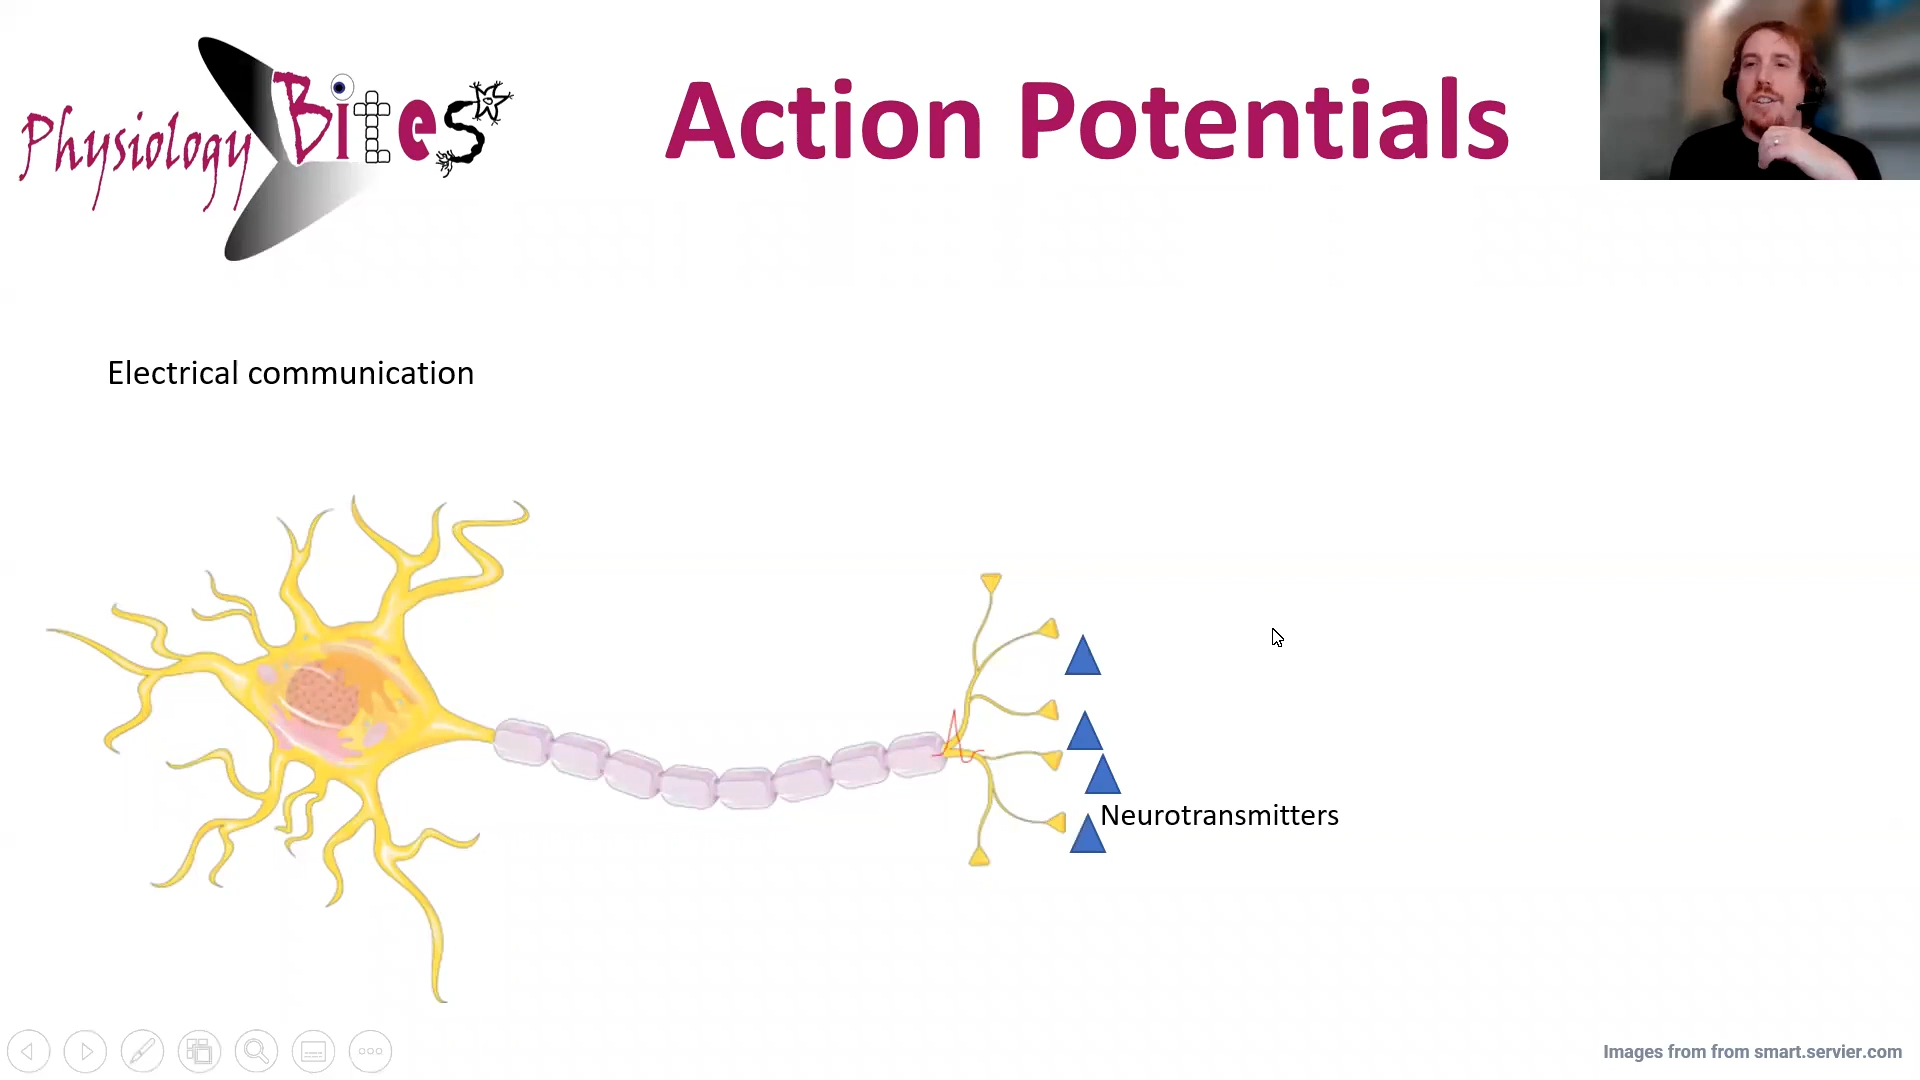 Physiology Bites
Action Potentials
Electrical communication
Neurotransmitters
Images from from smart.servier.com